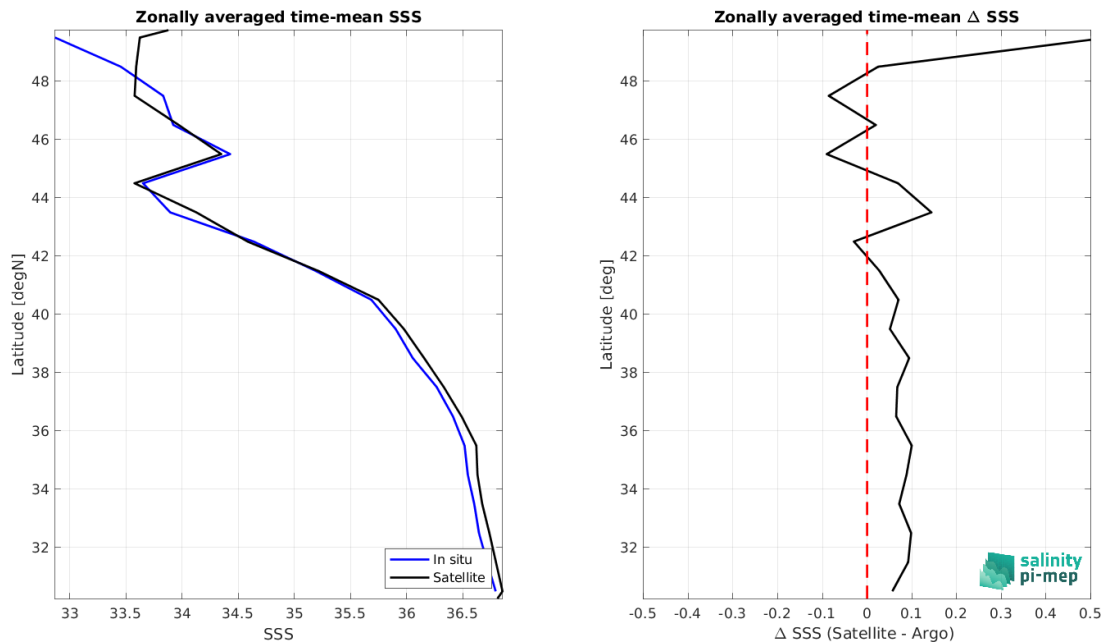 Zonally averaged time-mean SSS
Latitude [degN]
48
46
44
42
40
38
36
34
32
33 33.5 34 34.5 35 35.5 36 36.5
SSS
In situ
Satellite
Zonally averaged time-mean Δ SSS
Latitude [deg]
48
46
44
42
40
38
36
34
32
-0.5 -0.4 -0.3 -0.2 -0.1 0 0.1 0.2 0.3 0.4 0.5
Δ SSS (Satellite - Argo)
salinity
pi-mep